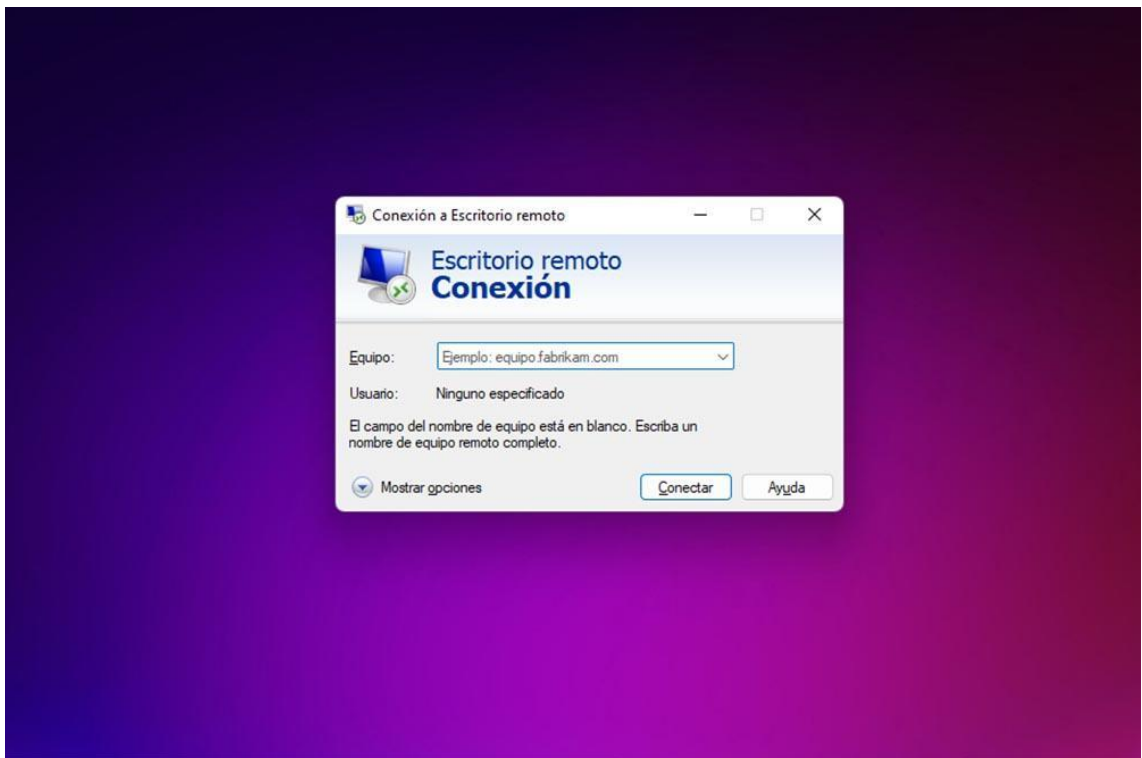 Conexión a Escritorio remoto
Escritorio remoto
Conexión
Equipo: Ejemplo: equipo.fabrikam.com
Usuario: Ninguno especificado
El campo del nombre de equipo está en blanco. Escriba un
nombre de equipo remoto completo.
Mostrar opciones Conectar Ayuda